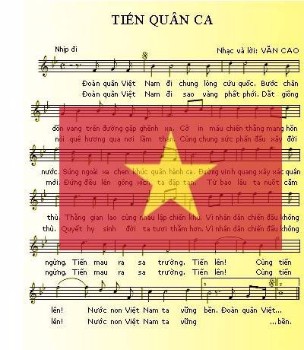 TIẾN QUÂN CA
Nhịp đi
Nhạc và lời: VĂN CAO
Đoàn quân Việt Nam đi chung lòng cứu quốc. Bước chân
Đoàn quân Việt Nam đi sao vàng phất phới. Dắt giống
dồn vang trên đường gập ghềnh xa. Cờ in máu chiến thắng mang hồn
nòi quê hương qua nơi lầm than. Cùng chung sức phấn đấu xây đời
nước. Súng ngoài xa chen khúc quân hành ca. Đường vinh quang xây xác quân
mới. Đứng đều lên gông xích ta đập tan. Từ bao lâu ta nuốt căm
thù. Thắng gian lao cùng nhau lập chiến khu. Vì nhân dân chiến đấu không
thù. Quyết hy sinh đời ta tươi thắm hơn. Vì nhân dân chiến đấu không
ngừng. Tiến mau ra sa trường. Tiến lên! Cùng tiến
ngừng. Tiến mau ra sa trường. Tiến lên! Cùng tiến
lên! Nước non Việt Nam ta vững bền. Đoàn quân Việt...
lên! Nước non Việt Nam ta vững ...bền.